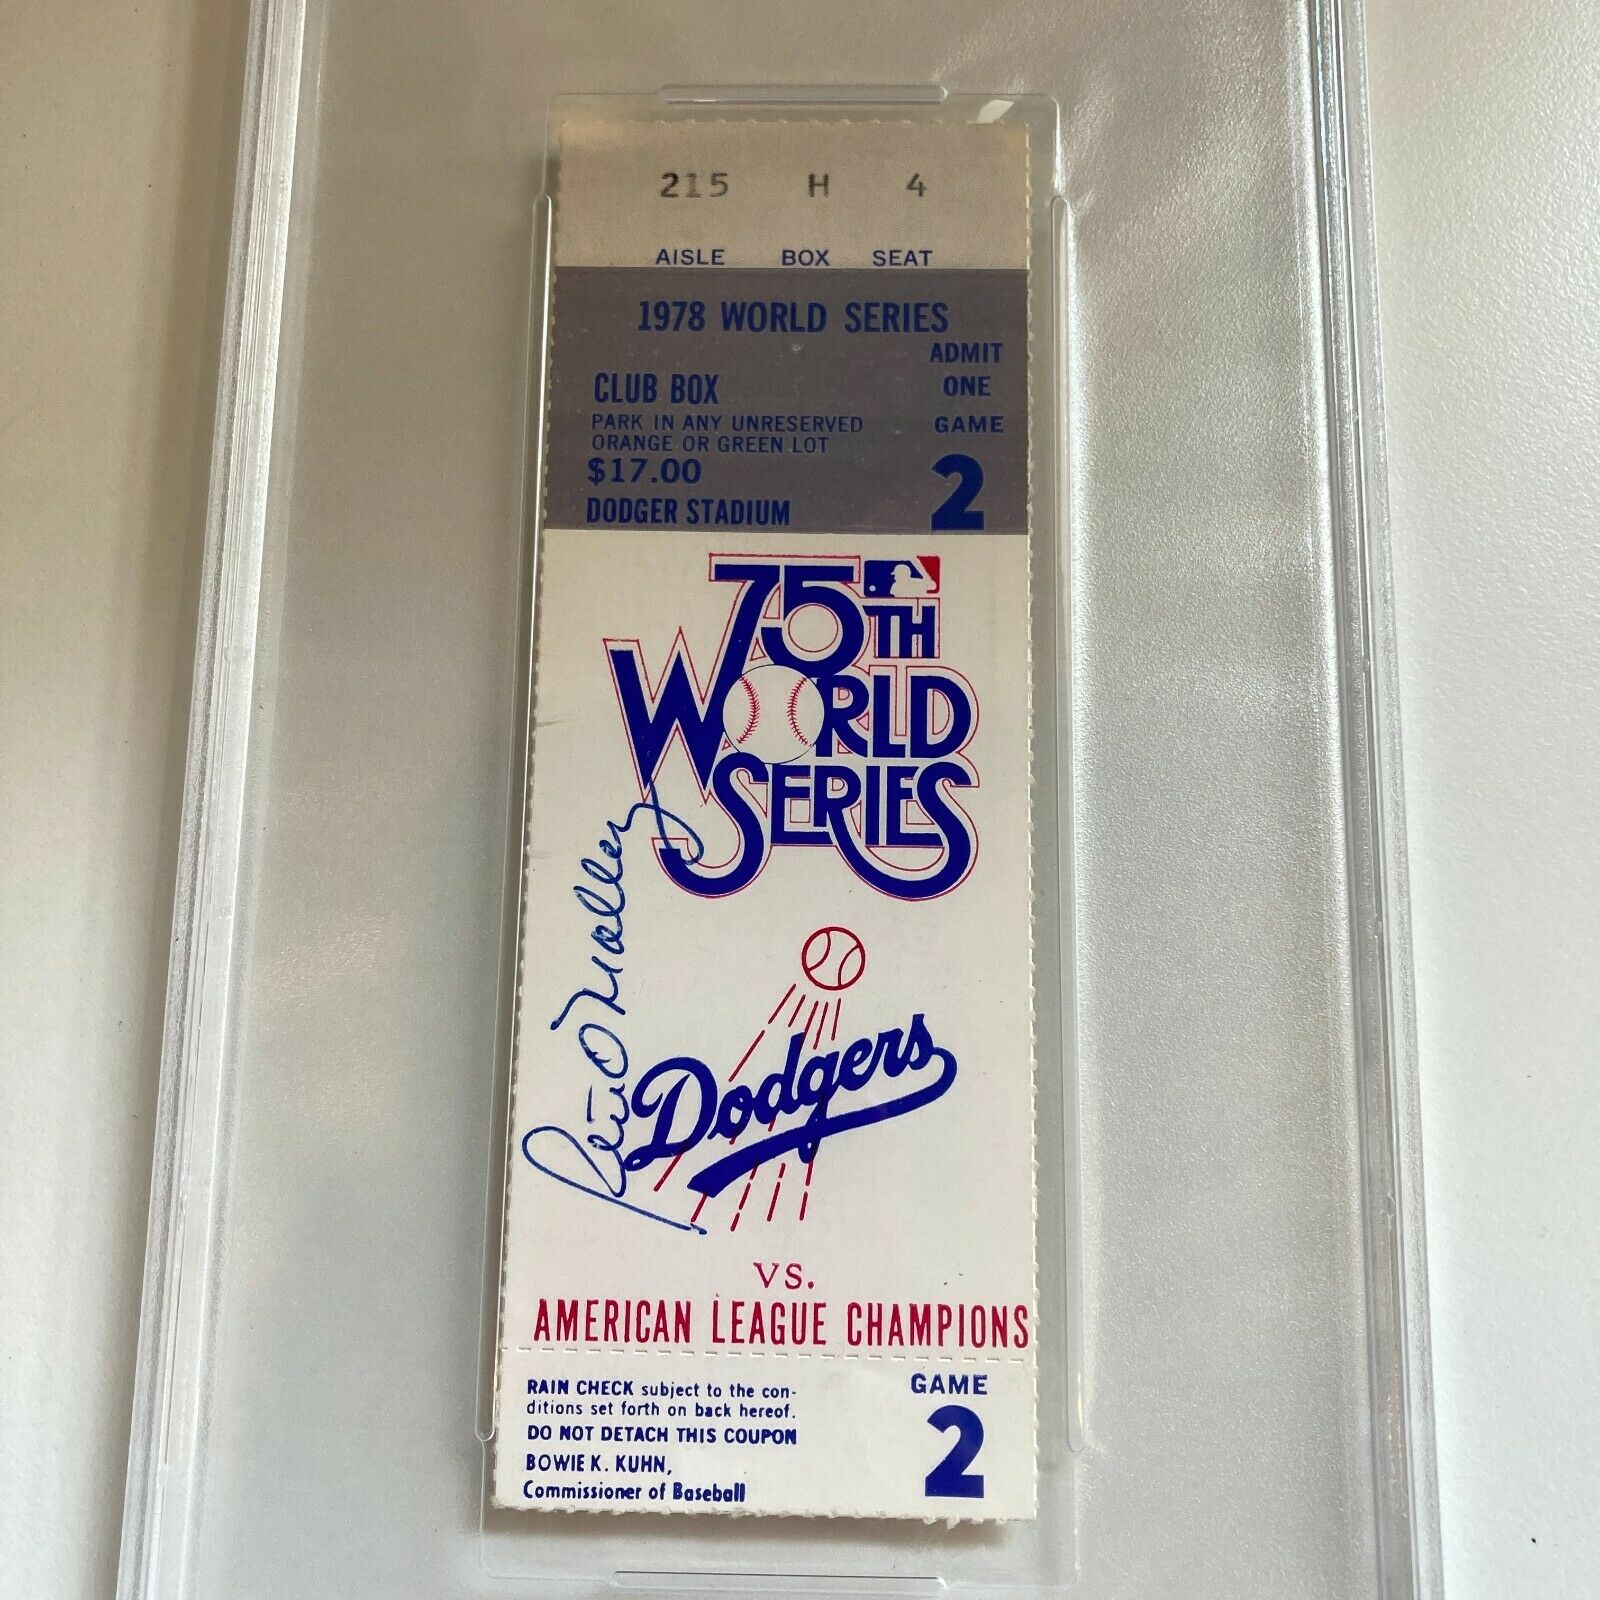 215 H 4
AISLE BOX SEAT
1978 WORLD SERIES
ADMIT
ONE
GAME
2
CLUB BOX
PARK IN ANY UNRESERVED
ORANGE OR GREEN LOT
$17.00
DODGER STADIUM
75TH
WORLD
SERIES
Peter O'Malley
Dodgers
VS.
AMERICAN LEAGUE CHAMPIONS
RAIN CHECK subject to the con-
ditions set forth on back hereof.
DO NOT DETACH THIS COUPON
BOWIE K. KUHN,
Commissioner of Baseball
GAME
2